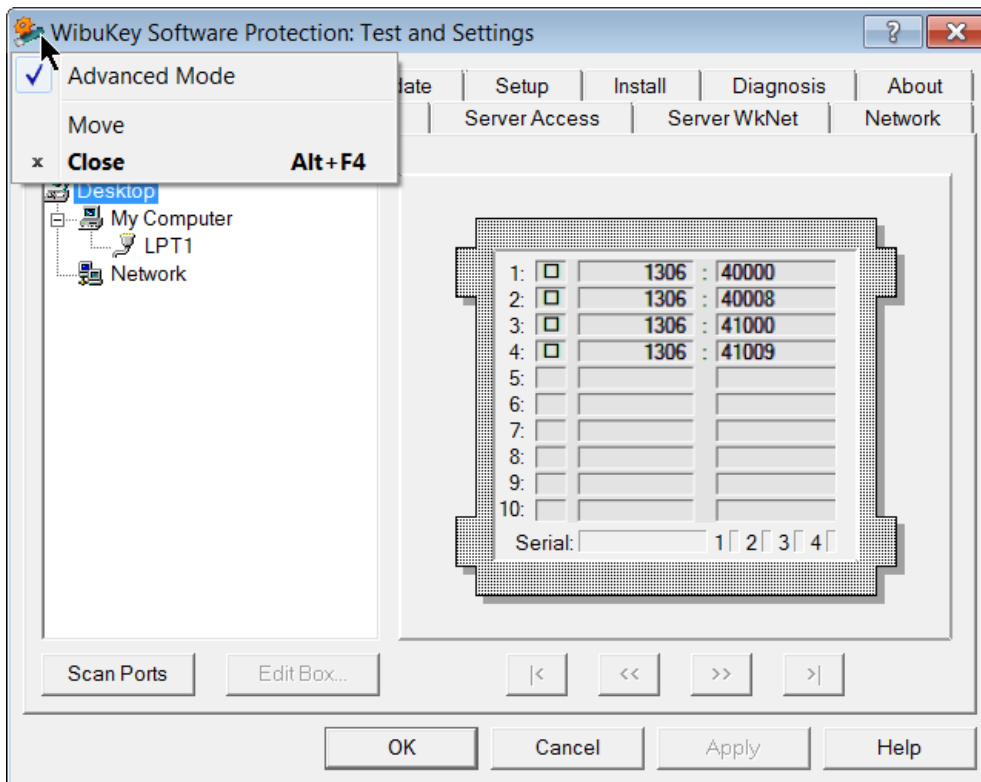 WibuKey Software Protection: Test and Settings
Advanced Mode
Move
x Close Alt+F4
date Setup Install Diagnosis About
Server Access Server WkNet Network
Desktop
My Computer
LPT1
Network
1: 1306 : 40000
2: 1306 : 40008
3: 1306 : 41000
4: 1306 : 41009
5:
6:
7:
8:
9:
10:
Serial: 1 2 3 4
Scan Ports Edit Box... |< << >> >|
OK Cancel Apply Help